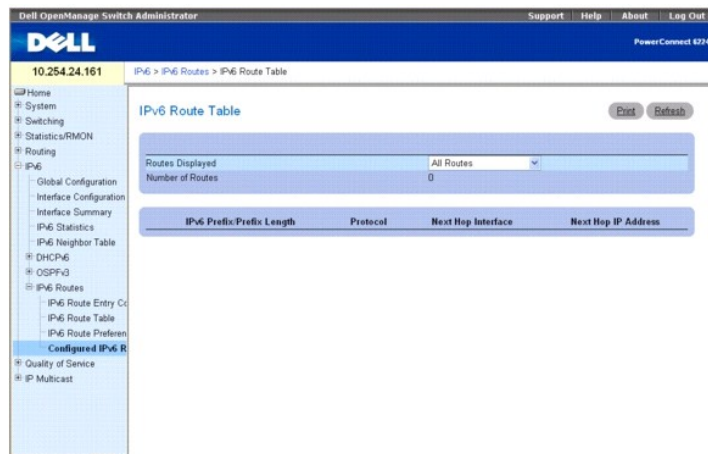 Dell OpenManage Switch Administrator
Support Help About Log Out
DELL
PowerConnect 6224
10.254.24.161
IPv6 > IPv6 Routes > IPv6 Route Table
Home
System
Switching
Statistics/RMON
Routing
IPv6
Global Configuration
Interface Configuration
Interface Summary
IPv6 Statistics
IPv6 Neighbor Table
DHCPv6
OSPFv3
IPv6 Routes
IPv6 Route Entry Co
IPv6 Route Table
IPv6 Route Preferen
Configured IPv6 R
Quality of Service
IP Multicast
IPv6 Route Table
Print Refresh
Routes Displayed All Routes
Number of Routes 0
IPv6 Prefix/Prefix Length Protocol Next Hop Interface Next Hop IP Address